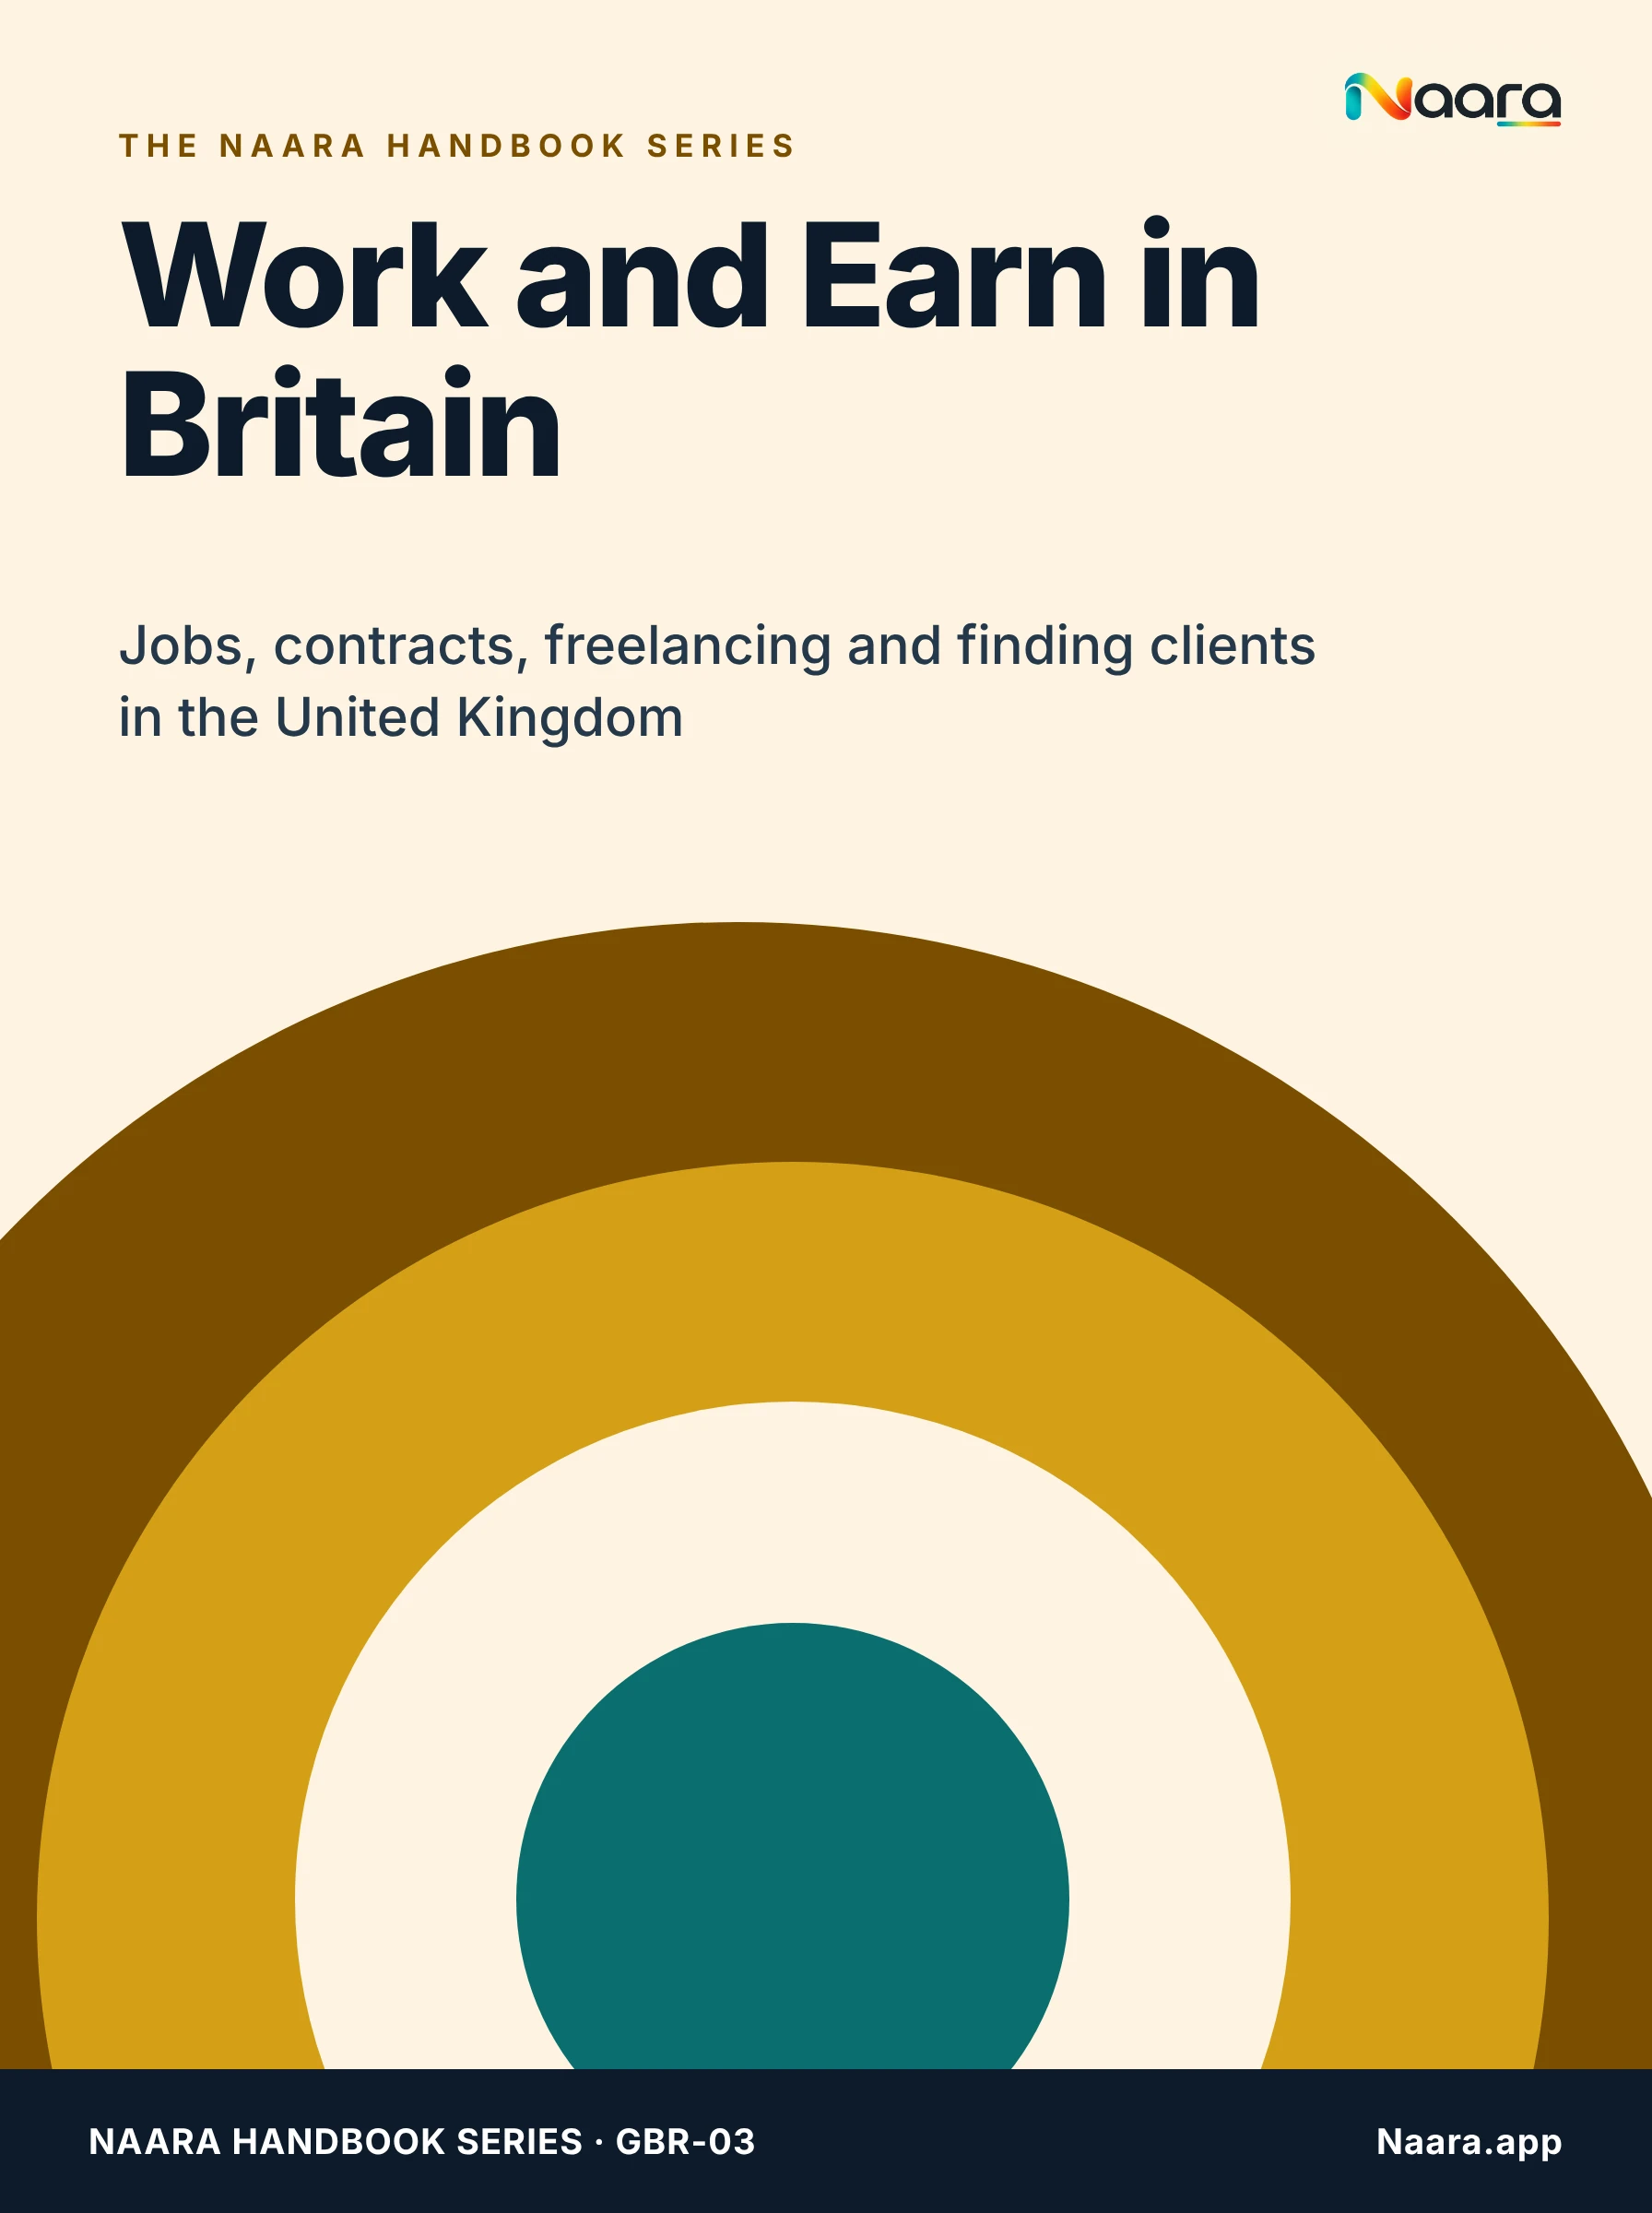 Naara
THE NAARA HANDBOOK SERIES
Work and Earn in
Britain
Jobs, contracts, freelancing and finding clients
in the United Kingdom
NAARA HANDBOOK SERIES · GBR-03
Naara.app